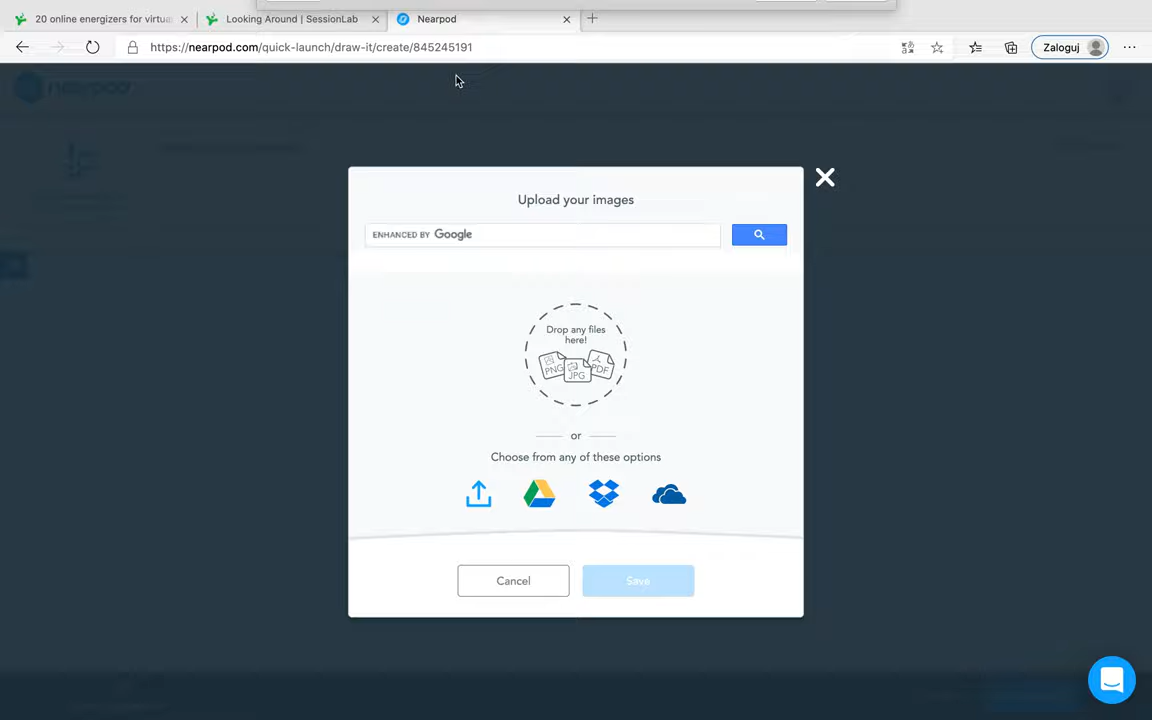 20 online energizers for virtua
Looking Around | SessionLab
Nearpod
https://nearpod.com/quick-launch/draw-it/create/845245191
Zaloguj
nearpod
Upload your images
ENHANCED BY Google
Drop any files
here!
PNG
JPG
PDF
or
Choose from any of these options
Cancel
Save